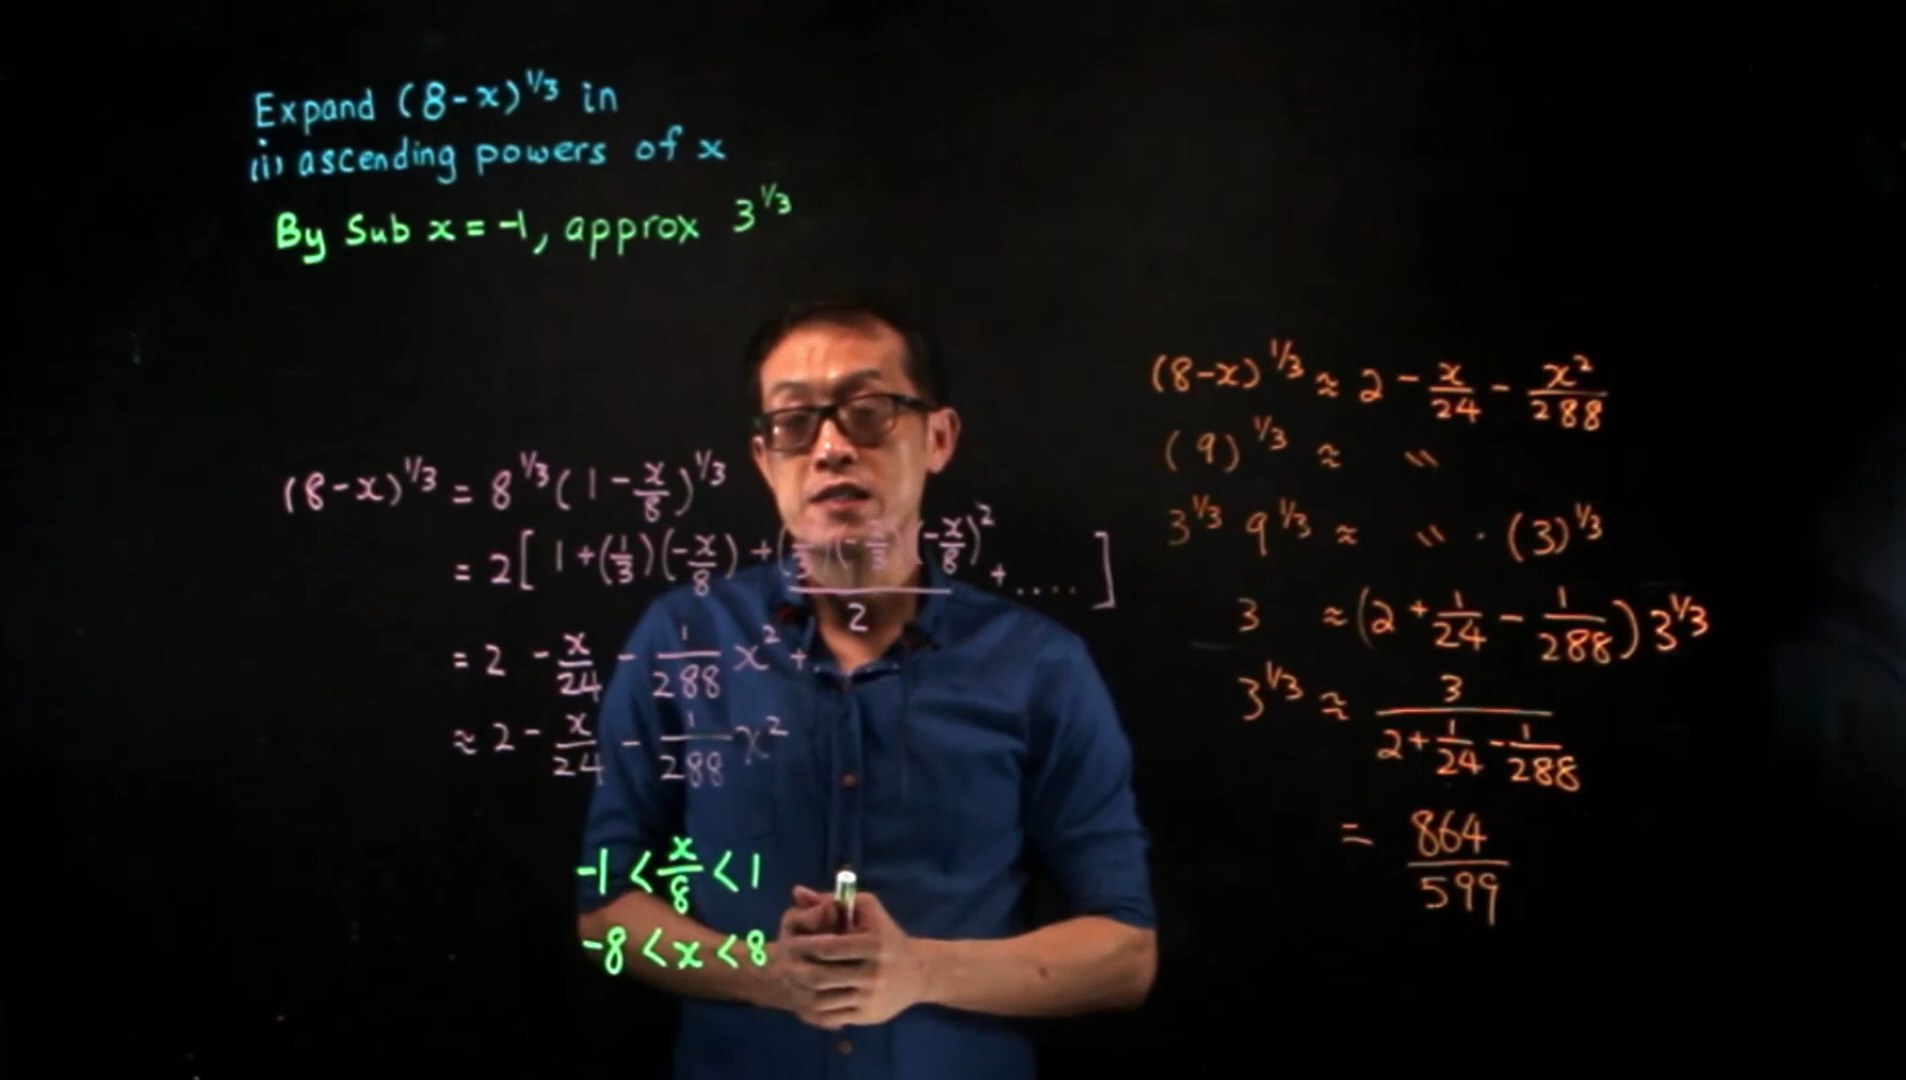 Expand (8-x)^1/3 in
(i) ascending powers of x
By Sub x = -1, approx 3^1/3
(8-x)^1/3 = 8^1/3 (1 - x/8)^1/3
= 2[ 1 + (1/3)(-x/8) + (1/3)(-2/3)(-x/8)^2/2 + .... ]
= 2 - x/24 - 1/288 x^2 + ..
≈ 2 - x/24 - 1/288 x^2
-1 < x/8 < 1
-8 < x < 8
(8-x)^1/3 ≈ 2 - x/24 - x^2/288
(9)^1/3 ≈ "
3^1/3 9^1/3 ≈ " · (3)^1/3
3 ≈ (2 + 1/24 - 1/288) 3^1/3
3^1/3 ≈ 3/(2 + 1/24 - 1/288)
= 864/599